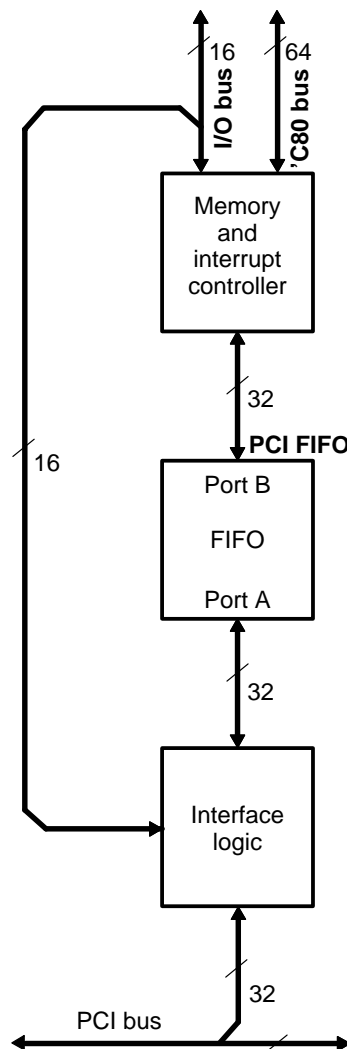 16
64
I/O bus
'C80 bus
Memory
and
interrupt
controller
32
PCI FIFO
16
Port B
FIFO
Port A
32
Interface
logic
32
PCI bus